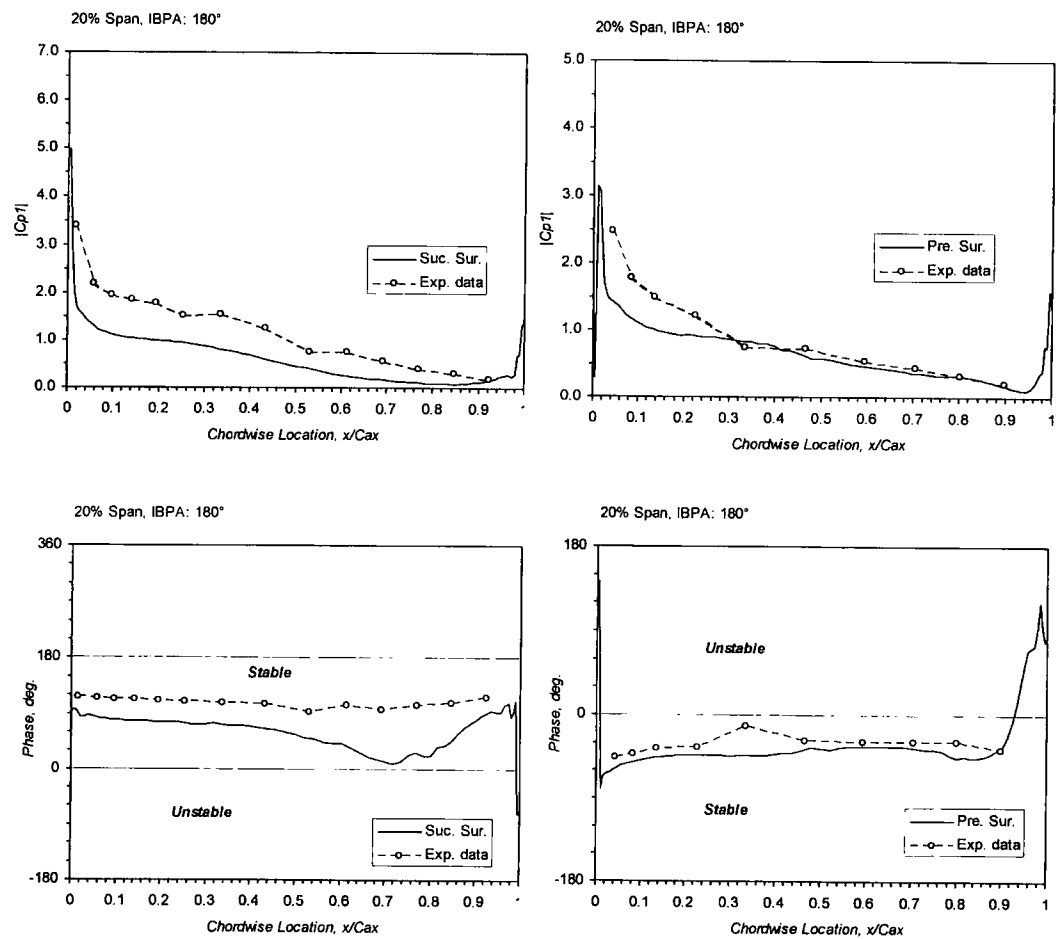 20% Span, IBPA: 180°
7.0
6.0
5.0
4.0
3.0
2.0
1.0
0.0
|Cp1|
Suc. Sur.
Exp. data
0 0.1 0.2 0.3 0.4 0.5 0.6 0.7 0.8 0.9
Chordwise Location, x/Cax
20% Span, IBPA: 180°
5.0
4.0
3.0
2.0
1.0
0.0
|Cp1|
Pre. Sur.
Exp. data
0 0.1 0.2 0.3 0.4 0.5 0.6 0.7 0.8 0.9 1
Chordwise Location, x/Cax
20% Span, IBPA: 180°
360
180
0
-180
Phase, deg.
Stable
Unstable
Suc. Sur.
Exp. data
0 0.1 0.2 0.3 0.4 0.5 0.6 0.7 0.8 0.9
Chordwise Location, x/Cax
20% Span, IBPA: 180°
180
0
-180
Phase, deg.
Unstable
Stable
Pre. Sur.
Exp. data
0 0.1 0.2 0.3 0.4 0.5 0.6 0.7 0.8 0.9 1
Chordwise Location, x/Cax